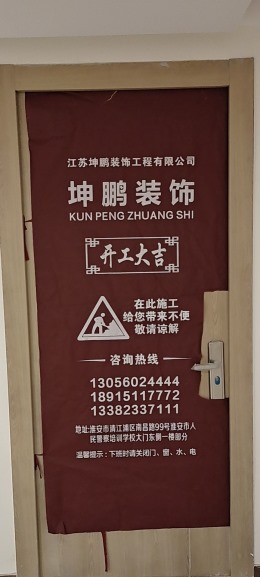 江苏坤鹏装饰工程有限公司
坤鹏装饰
KUN PENG ZHUANG SHI
开工大吉
在此施工
给您带来不便
敬请谅解
咨询热线
13056024444
18915117772
13382337111
地址:淮安市清江浦区南昌路99号淮安市人
民警察培训学校大门东侧一楼部分
温馨提示:下班时请关闭门、窗、水、电